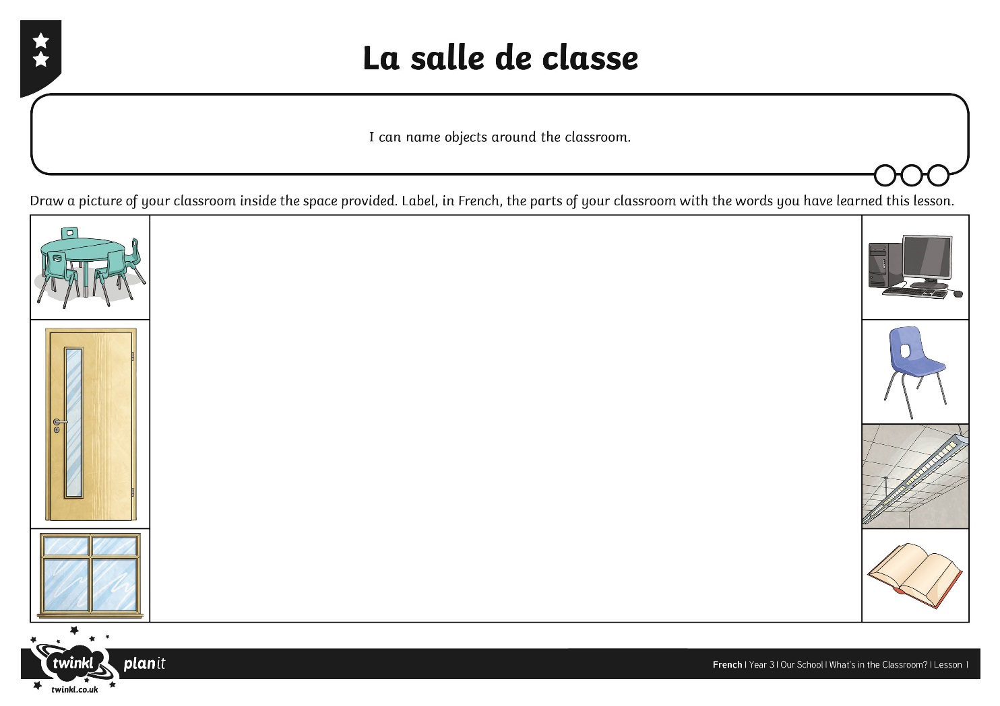 La salle de classe
I can name objects around the classroom.
Draw a picture of your classroom inside the space provided. Label, in French, the parts of your classroom with the words you have learned this lesson.
twinkl planit
twinkl.co.uk
French | Year 3 | Our School | What's in the Classroom? | Lesson 1